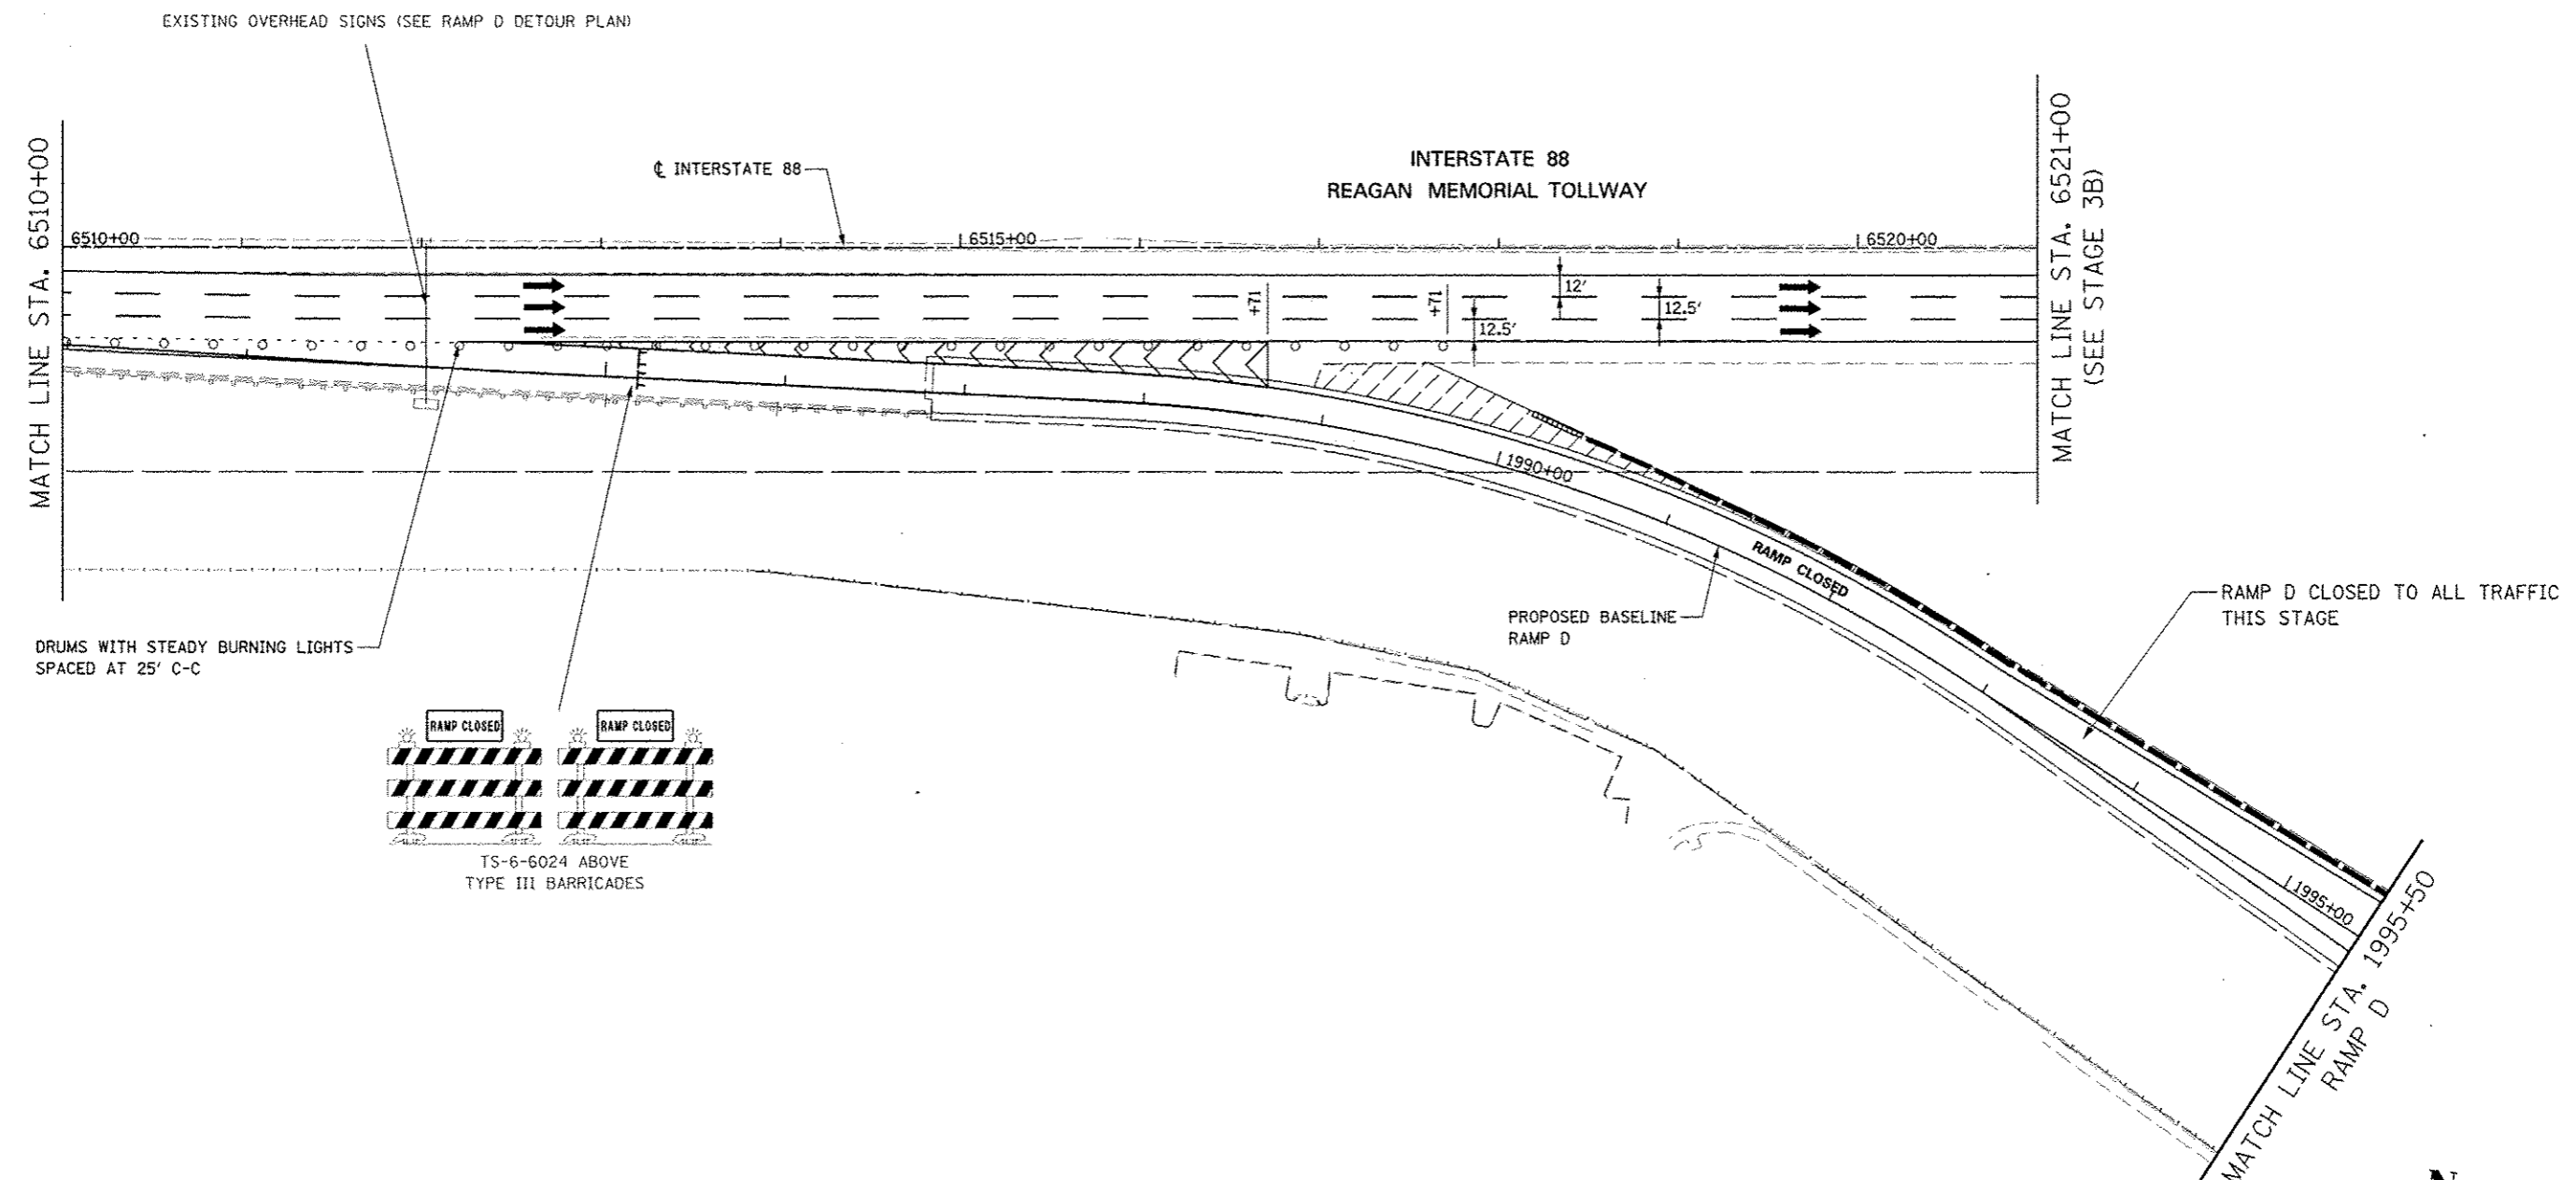 EXISTING OVERHEAD SIGNS (SEE RAMP D DETOUR PLAN)
MATCH LINE STA. 6510+00
℄ INTERSTATE 88
INTERSTATE 88
REAGAN MEMORIAL TOLLWAY
MATCH LINE STA. 6521+00
(SEE STAGE 3B)
6510+00
6515+00
6520+00
+71
+71
12'
12.5'
12.5'
1990+00
RAMP CLOSED
PROPOSED BASELINE
RAMP D
RAMP D CLOSED TO ALL TRAFFIC
THIS STAGE
DRUMS WITH STEADY BURNING LIGHTS
SPACED AT 25' C-C
RAMP CLOSED
RAMP CLOSED
TS-6-6024 ABOVE
TYPE III BARRICADES
1995+00
MATCH LINE STA. 1995+50
RAMP D
N